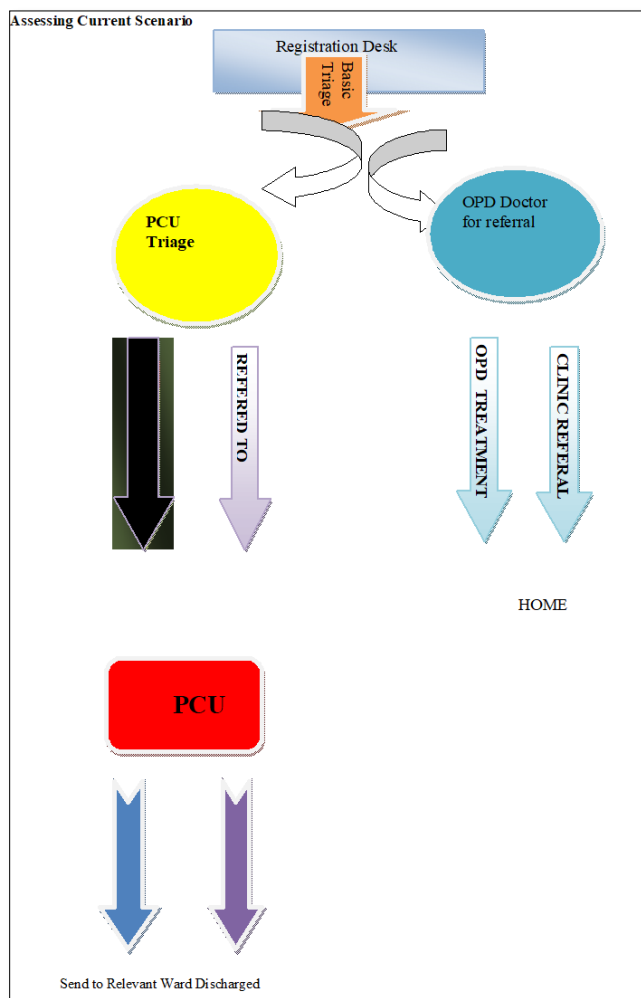 Assessing Current Scenario
Registration Desk
Basic
Triage
PCU
Triage
OPD Doctor
for referral
REFERED TO
OPD TREATMENT
CLINIC REFERAL
HOME
PCU
Send to Relevant Ward Discharged